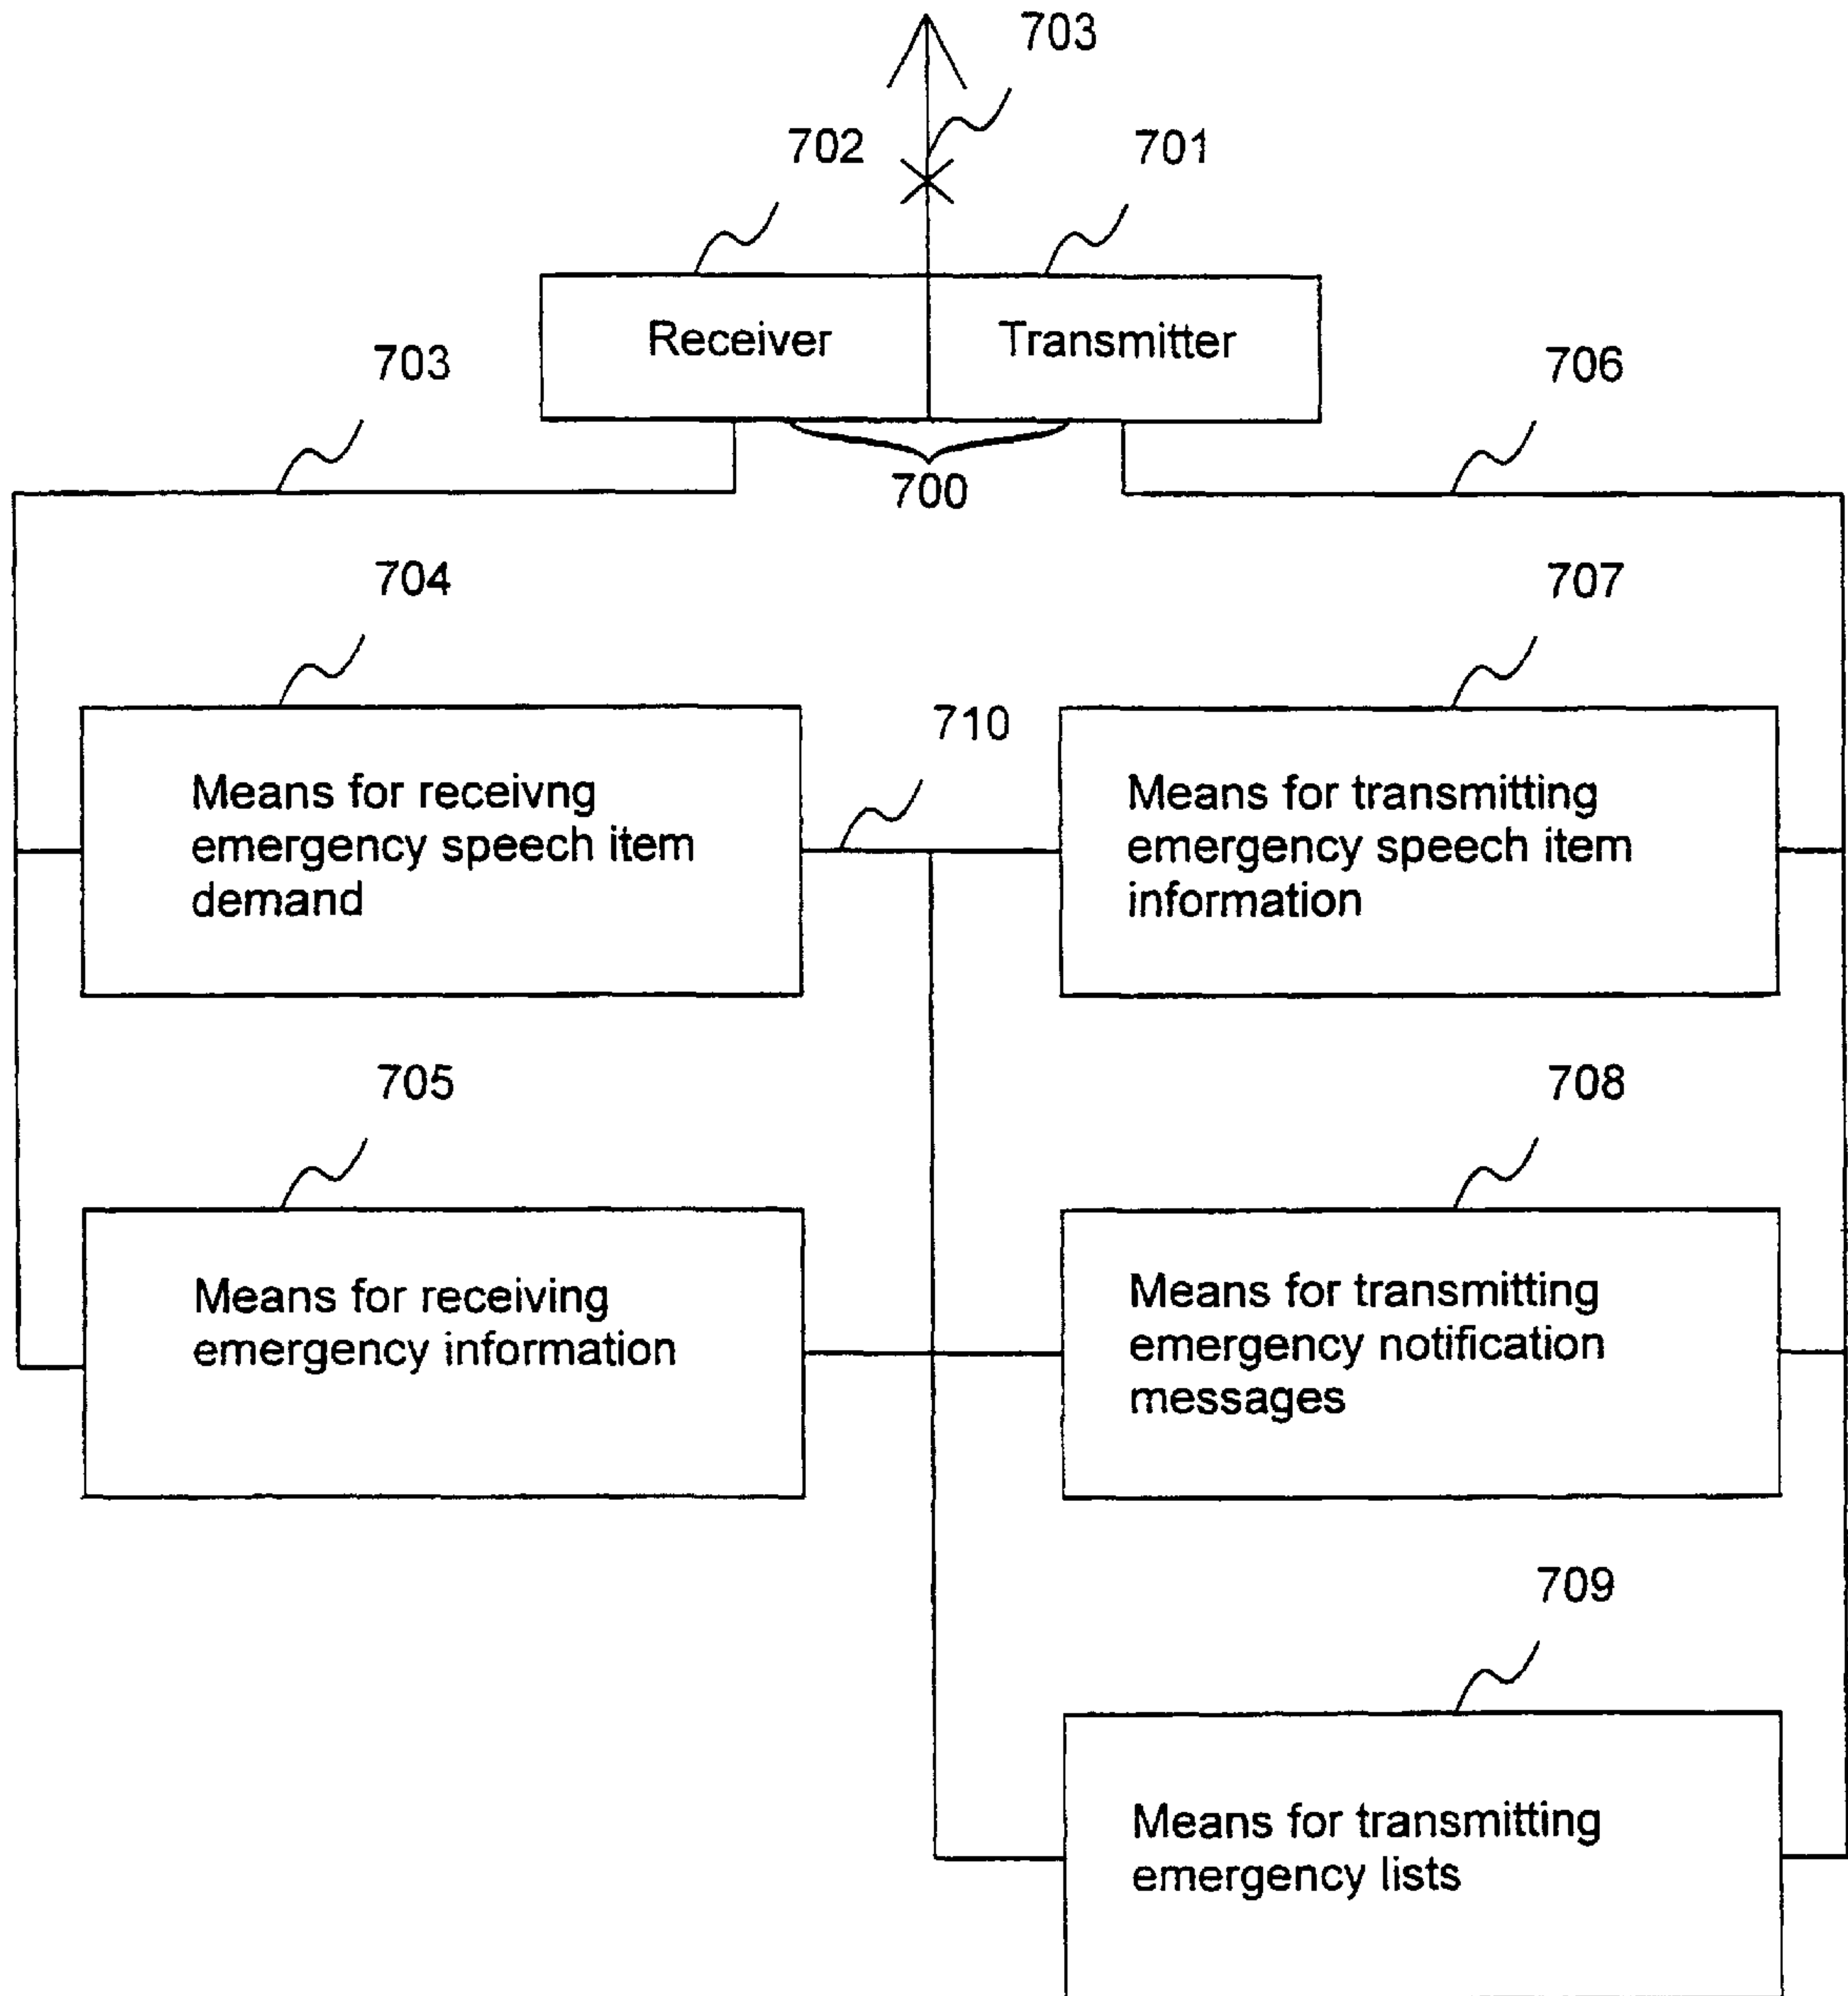 703
702
701
Receiver
Transmitter
703
706
700
704
707
710
Means for receivng
emergency speech item
demand
Means for transmitting
emergency speech item
information
705
708
Means for receiving
emergency information
Means for transmitting
emergency notification
messages
709
Means for transmitting
emergency lists